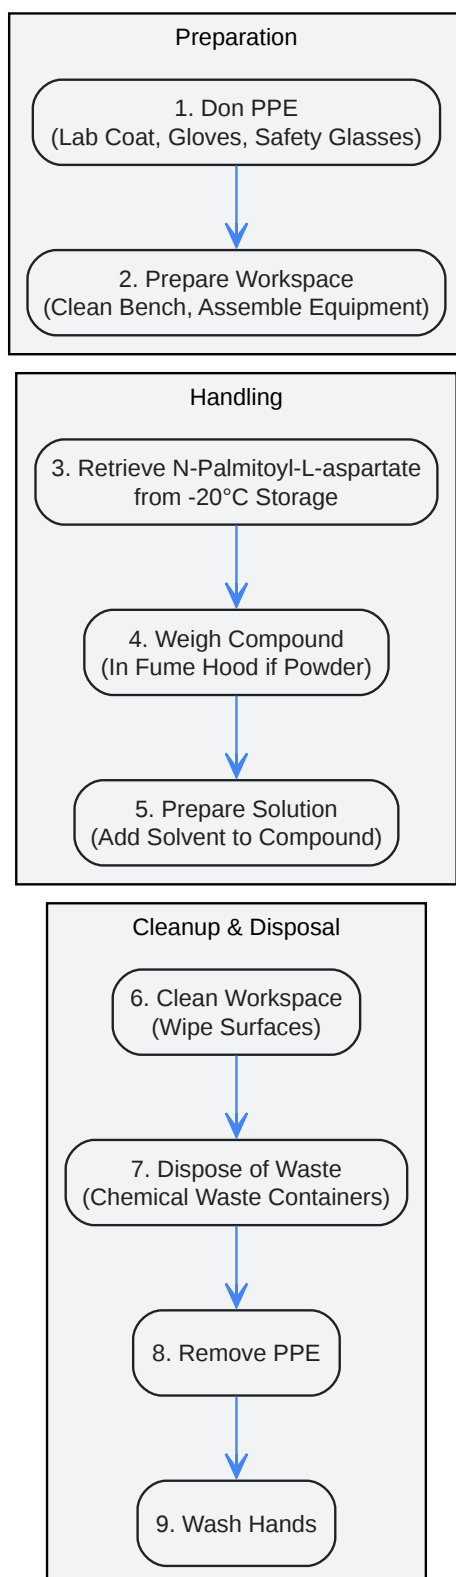 Preparation
1. Don PPE
(Lab Coat, Gloves, Safety Glasses)
2. Prepare Workspace
(Clean Bench, Assemble Equipment)
Handling
3. Retrieve N-Palmitoyl-L-aspartate
from -20°C Storage
4. Weigh Compound
(In Fume Hood if Powder)
5. Prepare Solution
(Add Solvent to Compound)
Cleanup & Disposal
6. Clean Workspace
(Wipe Surfaces)
7. Dispose of Waste
(Chemical Waste Containers)
8. Remove PPE
9. Wash Hands